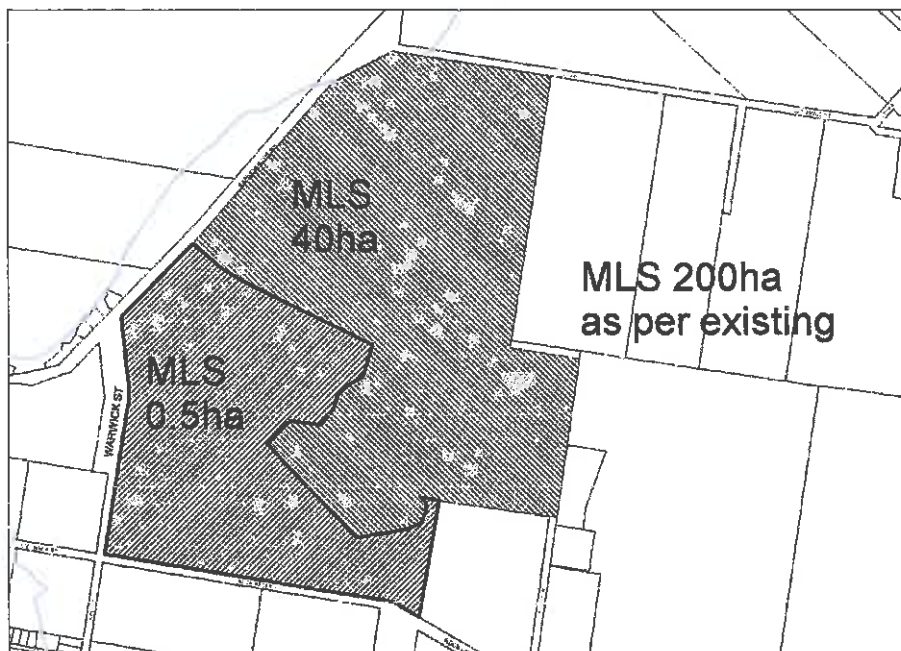 MLS
40ha
MLS 200ha
as per existing
MLS
0.5ha
WARWICK ST